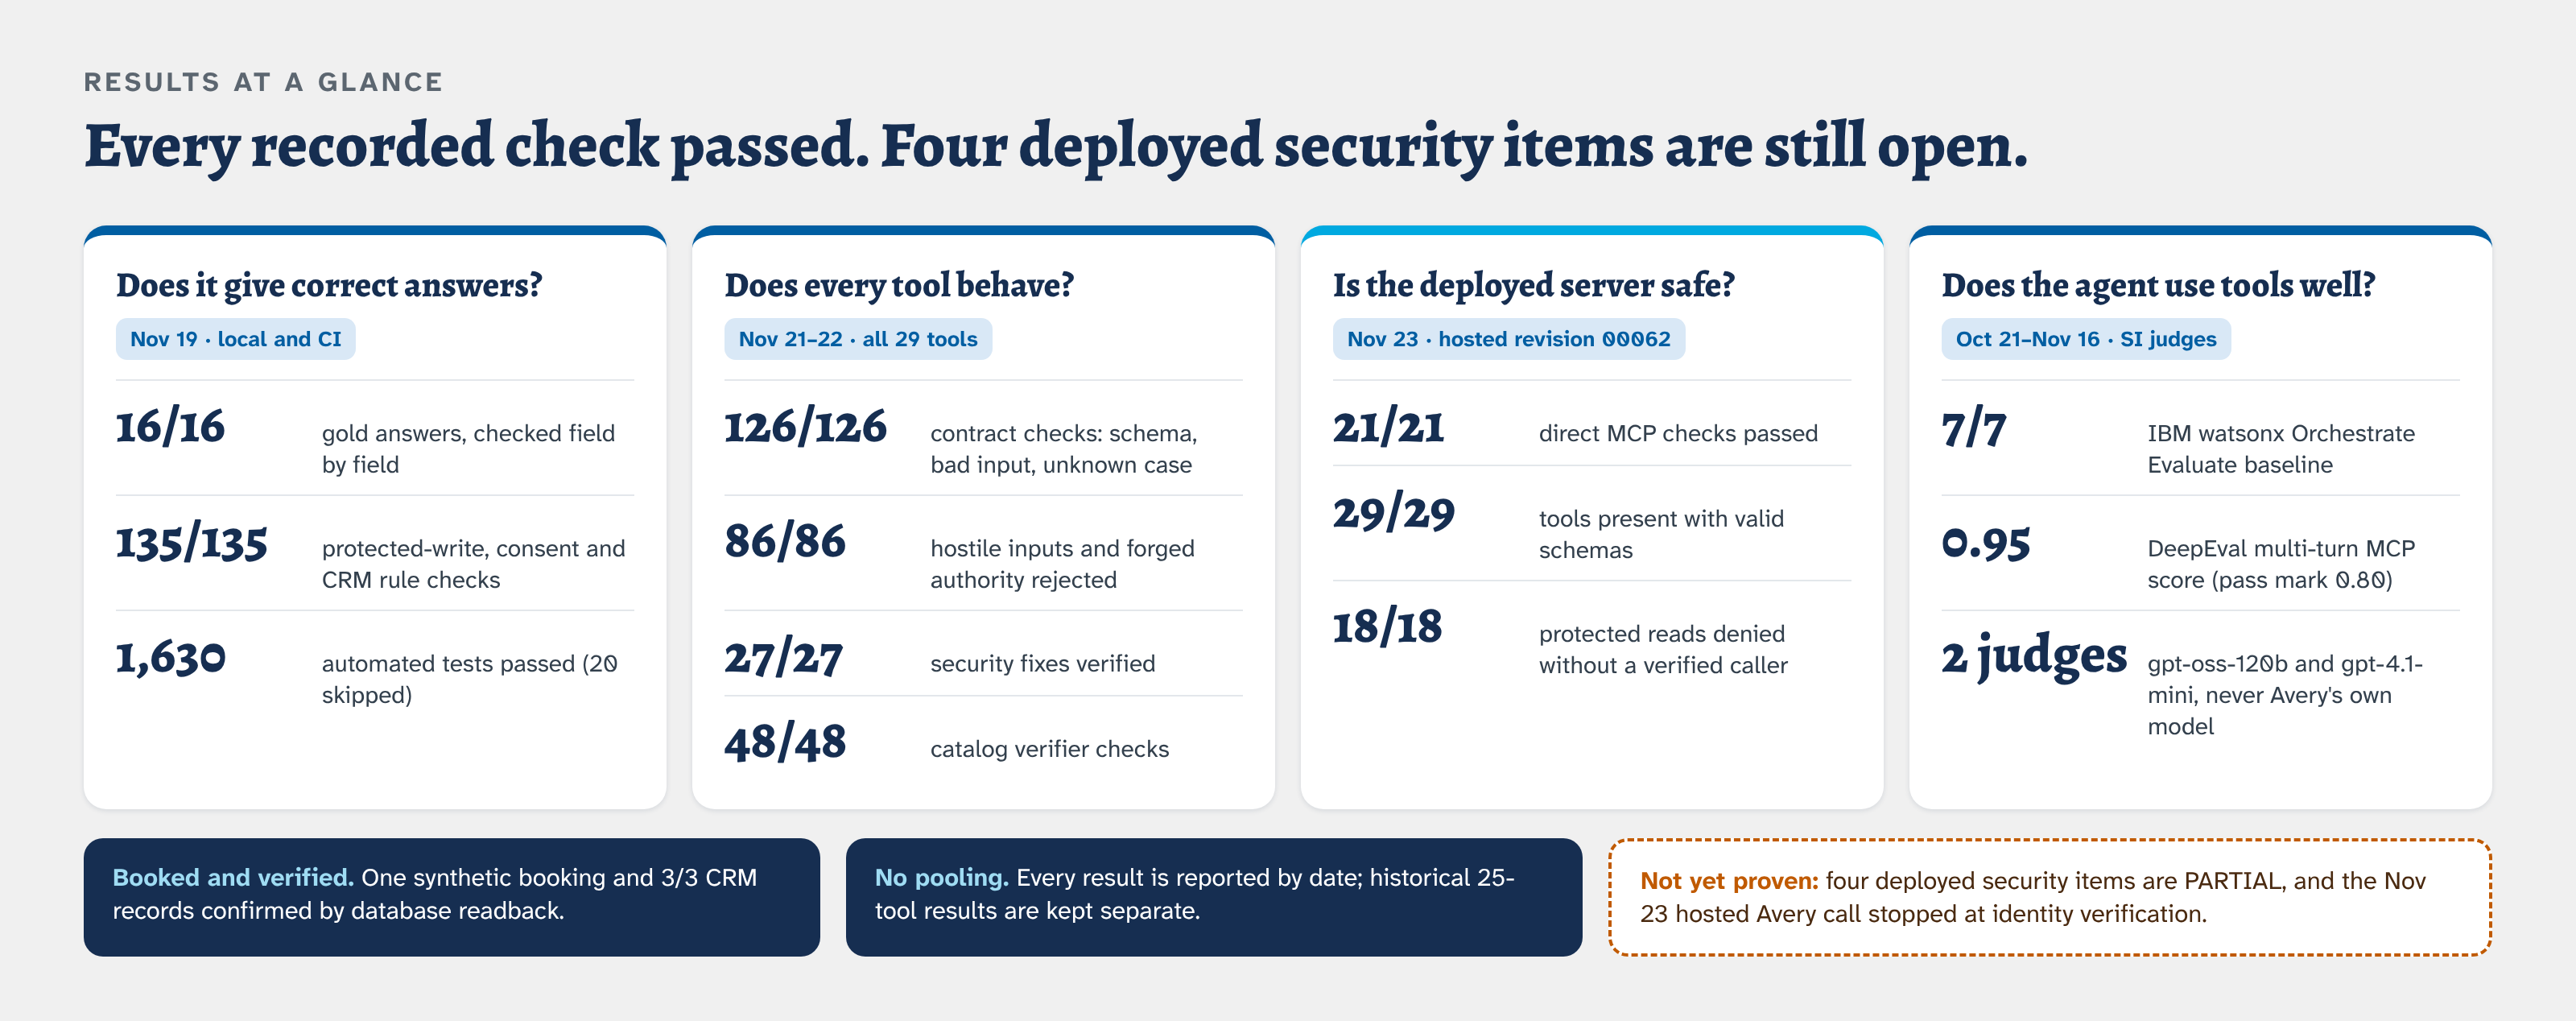 RESULTS AT A GLANCE
Every recorded check passed. Four deployed security items are still open.
Does it give correct answers?
Nov 19 · local and CI
16/16
gold answers, checked field
by field
135/135
protected-write, consent and
CRM rule checks
1,630
automated tests passed (20
skipped)
Does every tool behave?
Nov 21–22 · all 29 tools
126/126
contract checks: schema,
bad input, unknown case
86/86
hostile inputs and forged
authority rejected
27/27
security fixes verified
48/48
catalog verifier checks
Is the deployed server safe?
Nov 23 · hosted revision 00062
21/21
direct MCP checks passed
29/29
tools present with valid
schemas
18/18
protected reads denied
without a verified caller
Does the agent use tools well?
Oct 21–Nov 16 · SI judges
7/7
IBM watsonx Orchestrate
Evaluate baseline
0.95
DeepEval multi-turn MCP
score (pass mark 0.80)
2 judges
gpt-oss-120b and gpt-4.1-
mini, never Avery's own
model
Booked and verified. One synthetic booking and 3/3 CRM
records confirmed by database readback.
No pooling. Every result is reported by date; historical 25-
tool results are kept separate.
Not yet proven: four deployed security items are PARTIAL, and the Nov
23 hosted Avery call stopped at identity verification.